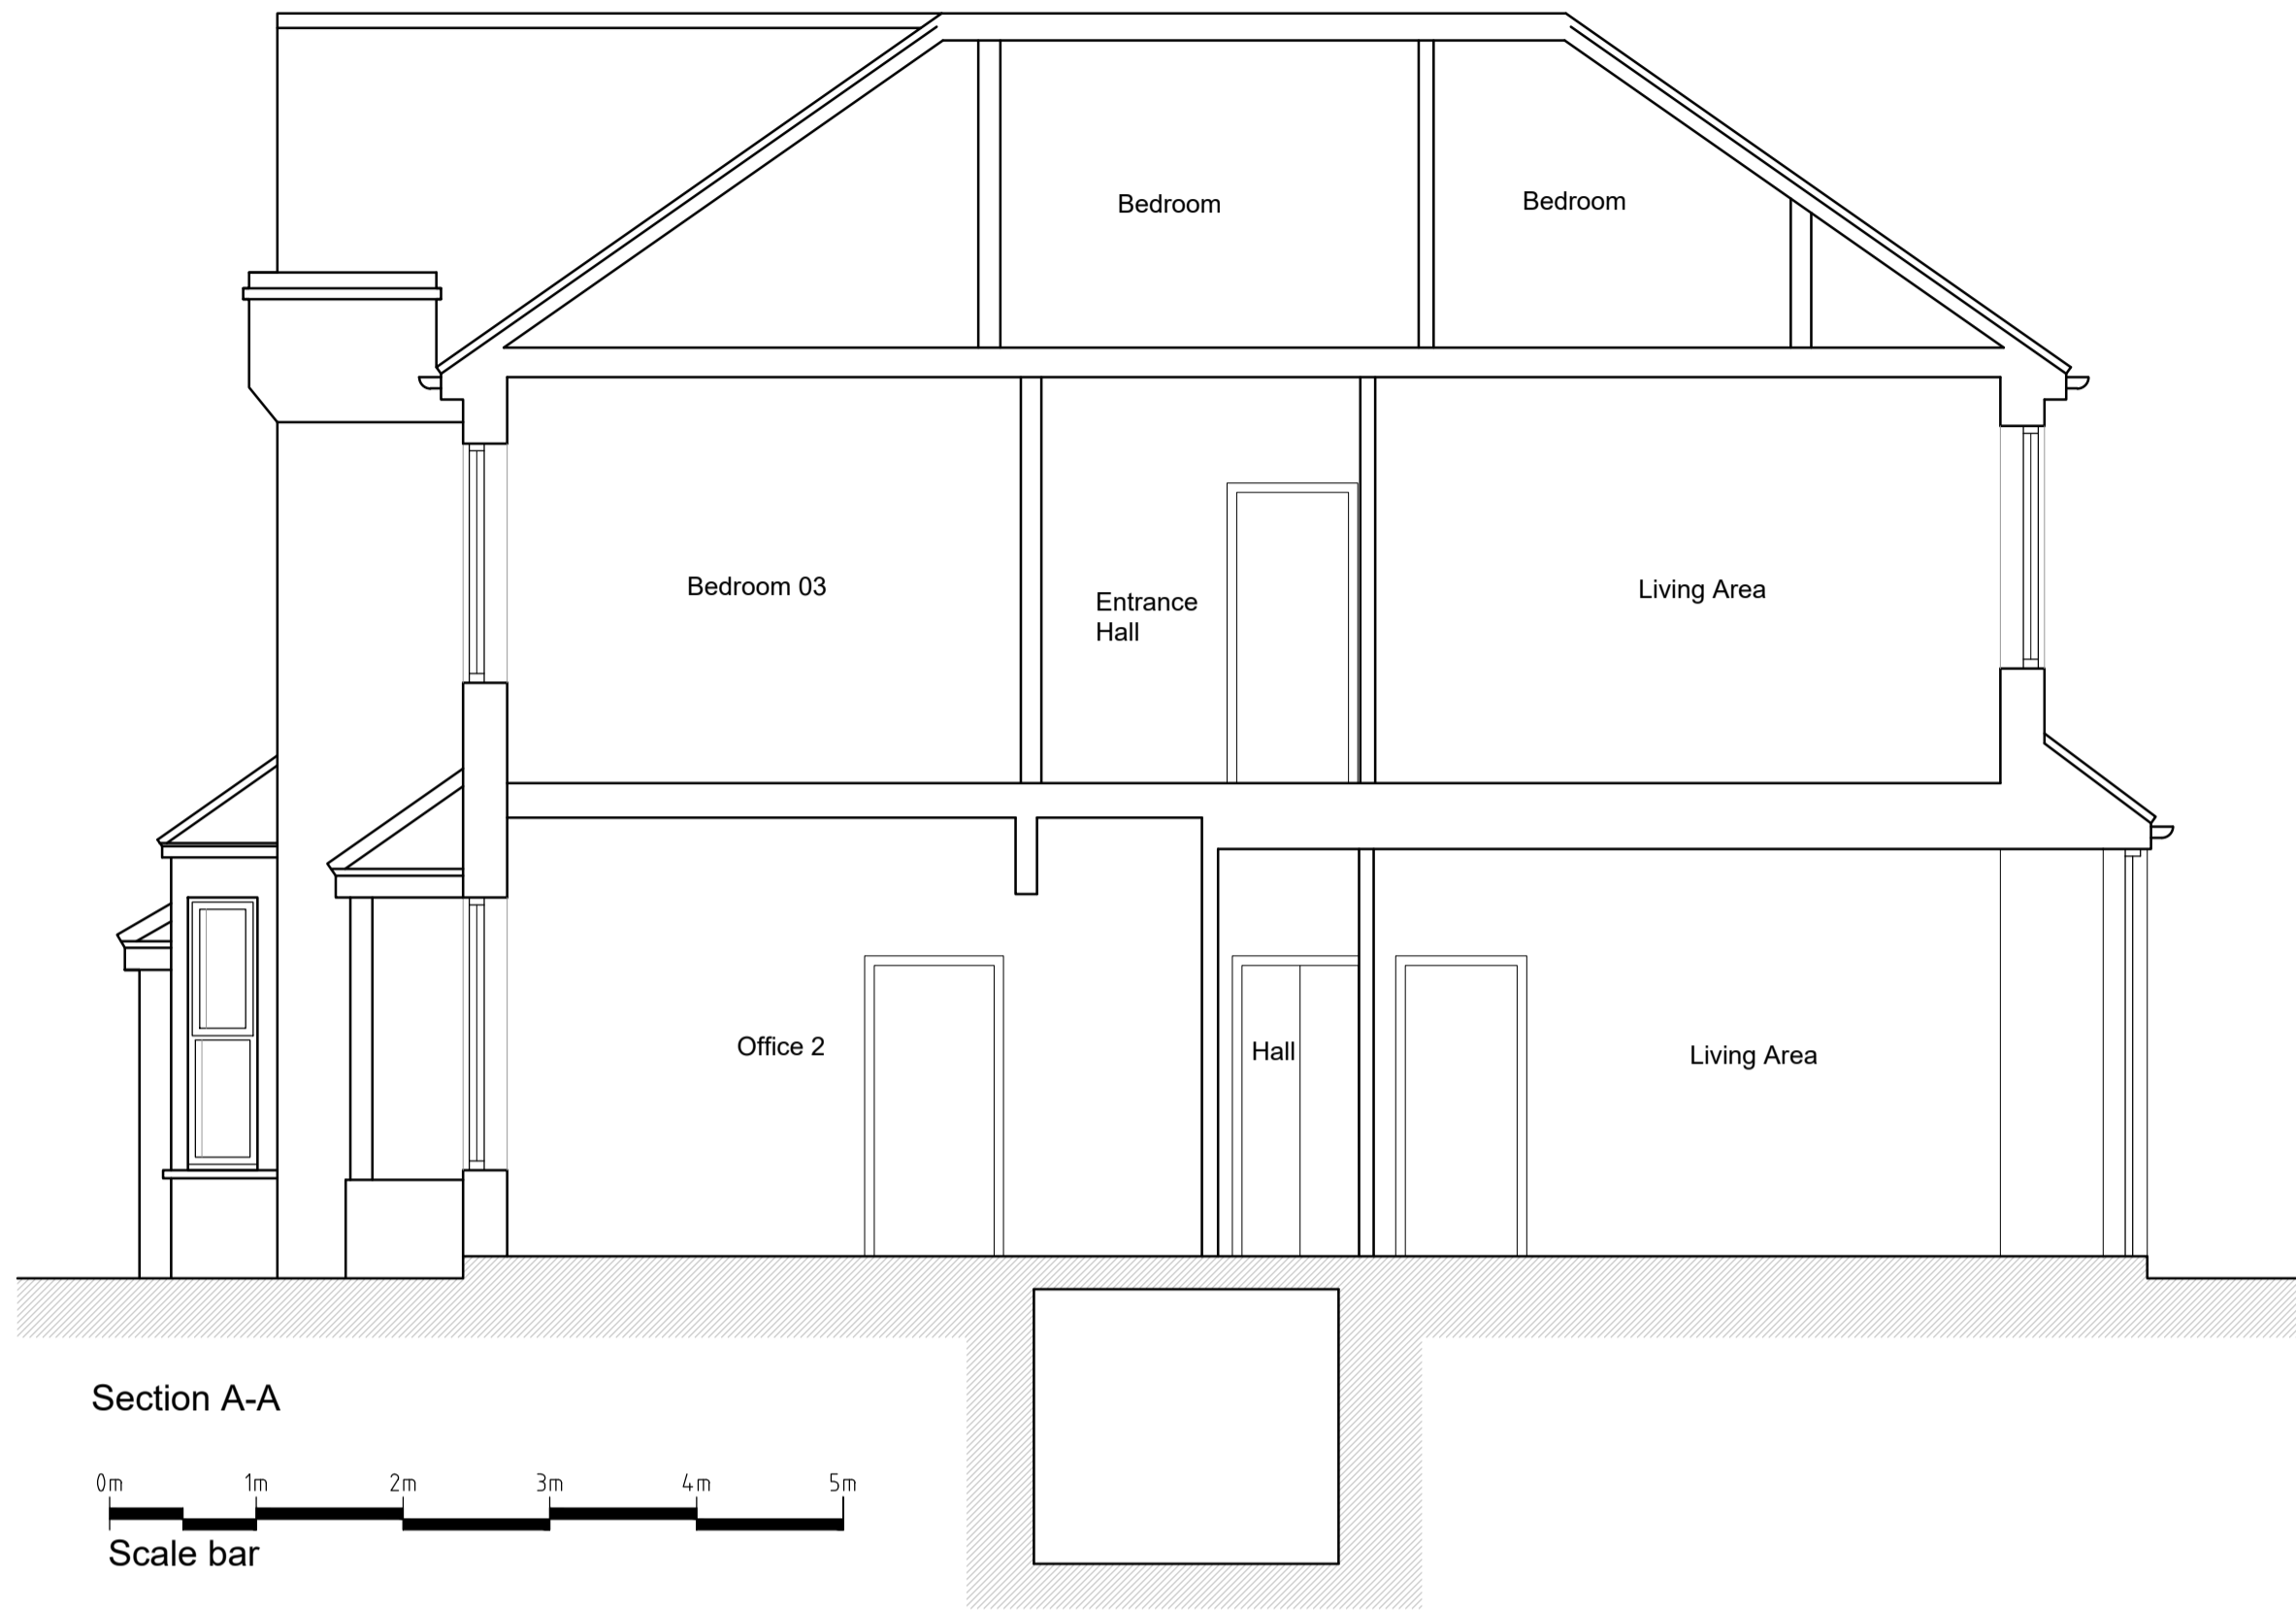 Bedroom
Bedroom
Bedroom 03
Entrance
Hall
Living Area
Office 2
Hall
Living Area
Section A-A
0m 1m 2m 3m 4m 5m
Scale bar